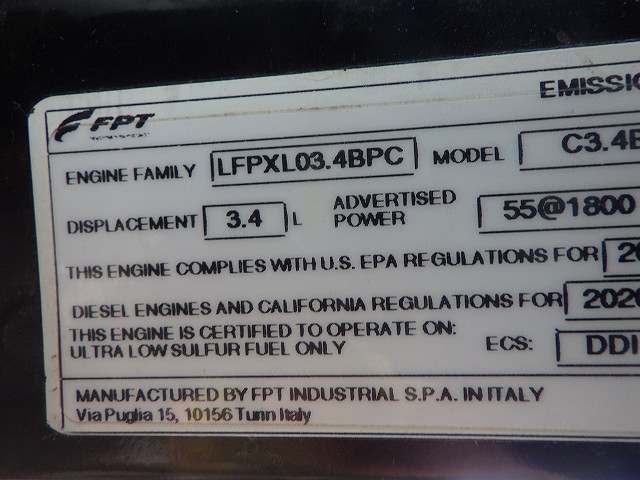 EMISSIO
FPT
ENGINE FAMILY LFPXL03.4BPC MODEL C3.4B
DISPLACEMENT 3.4 L ADVERTISED POWER 55@1800
THIS ENGINE COMPLIES WITH U.S. EPA REGULATIONS FOR 20
DIESEL ENGINES AND CALIFORNIA REGULATIONS FOR 2020
THIS ENGINE IS CERTIFIED TO OPERATE ON:
ULTRA LOW SULFUR FUEL ONLY ECS: DDI
MANUFACTURED BY FPT INDUSTRIAL S.P.A. IN ITALY
Via Puglia 15, 10156 Turin Italy